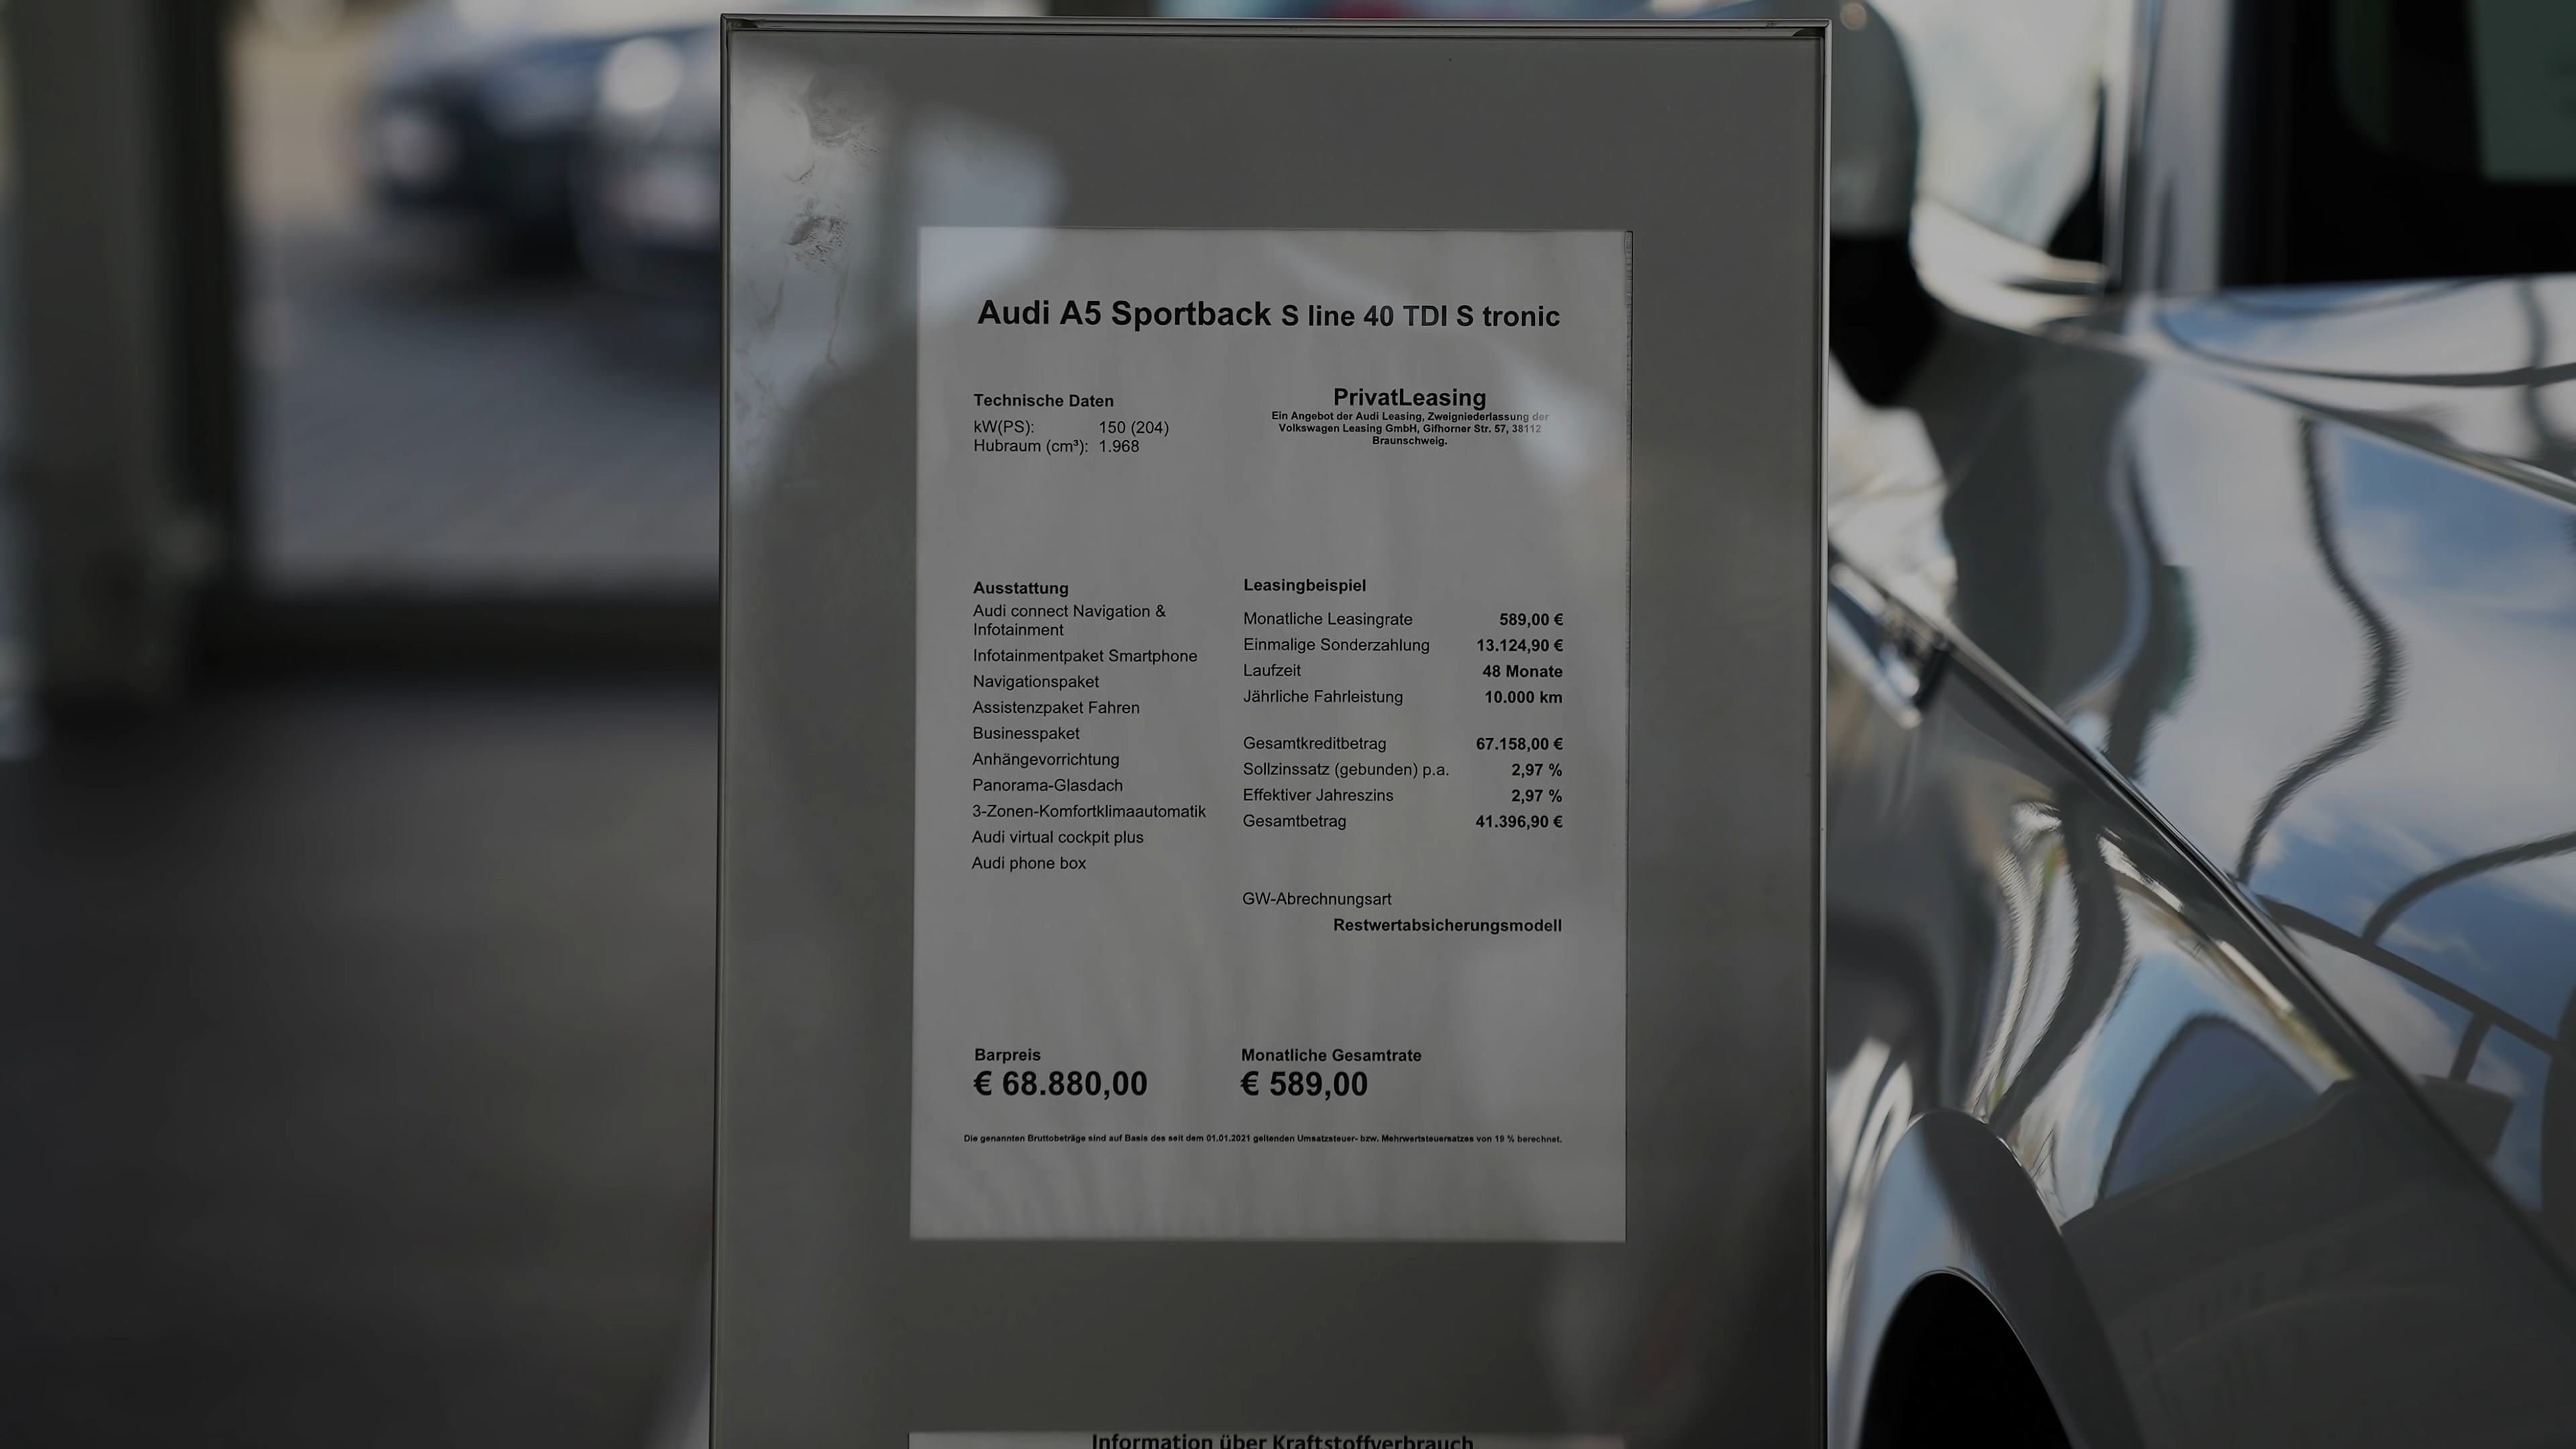 Audi A5 Sportback S line 40 TDI S tronic
Technische Daten
kW(PS): 150 (204)
Hubraum (cm³): 1.968
PrivatLeasing
Ein Angebot der Audi Leasing, Zweigniederlassung der
Volkswagen Leasing GmbH, Gifhorner Str. 57, 38112
Braunschweig.
Ausstattung
Audi connect Navigation &
Infotainment
Infotainmentpaket Smartphone
Navigationspaket
Assistenzpaket Fahren
Businesspaket
Anhängevorrichtung
Panorama-Glasdach
3-Zonen-Komfortklimaautomatik
Audi virtual cockpit plus
Audi phone box
Leasingbeispiel
Monatliche Leasingrate 589,00 €
Einmalige Sonderzahlung 13.124,90 €
Laufzeit 48 Monate
Jährliche Fahrleistung 10.000 km
Gesamtkreditbetrag 67.158,00 €
Sollzinssatz (gebunden) p.a. 2,97 %
Effektiver Jahreszins 2,97 %
Gesamtbetrag 41.396,90 €
GW-Abrechnungsart
Restwertabsicherungsmodell
Barpreis
€ 68.880,00
Monatliche Gesamtrate
€ 589,00
Die genannten Bruttobeträge sind auf Basis des seit dem 01.01.2021 geltenden Umsatzsteuer- bzw. Mehrwertsteuersatzes von 19 % berechnet.
Information über Kraftstoffverbrauch